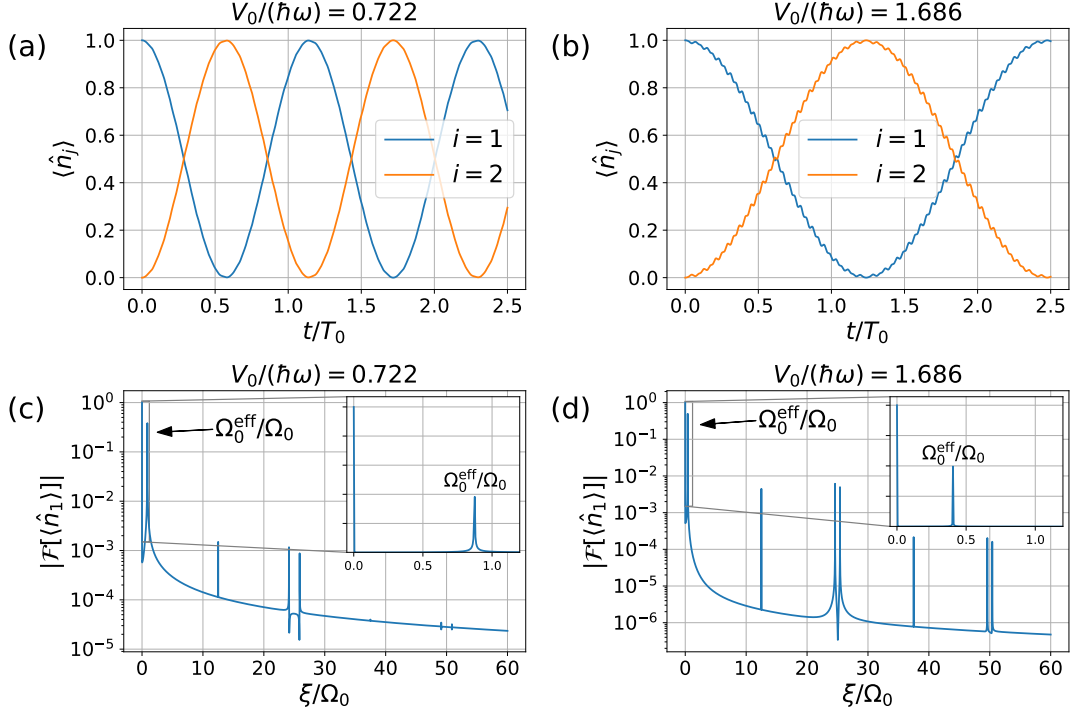 V₀/(ħω) = 0.722
(a)
1.0
0.8
0.6
0.4
0.2
0.0
⟨n̂ⱼ⟩
i = 1
i = 2
0.0 0.5 1.0 1.5 2.0 2.5
t/T₀
V₀/(ħω) = 1.686
(b)
1.0
0.8
0.6
0.4
0.2
0.0
⟨n̂ⱼ⟩
i = 1
i = 2
0.0 0.5 1.0 1.5 2.0 2.5
t/T₀
V₀/(ħω) = 0.722
(c)
10⁰
10⁻¹
10⁻²
10⁻³
10⁻⁴
10⁻⁵
|ℱ[⟨n̂₁⟩]|
Ω₀ᵉᶠᶠ/Ω₀
Ω₀ᵉᶠᶠ/Ω₀
0.0 0.5 1.0
0 10 20 30 40 50 60
ξ/Ω₀
V₀/(ħω) = 1.686
(d)
10⁰
10⁻¹
10⁻²
10⁻³
10⁻⁴
10⁻⁵
10⁻⁶
|ℱ[⟨n̂₁⟩]|
Ω₀ᵉᶠᶠ/Ω₀
Ω₀ᵉᶠᶠ/Ω₀
0.0 0.5 1.0
0 10 20 30 40 50 60
ξ/Ω₀